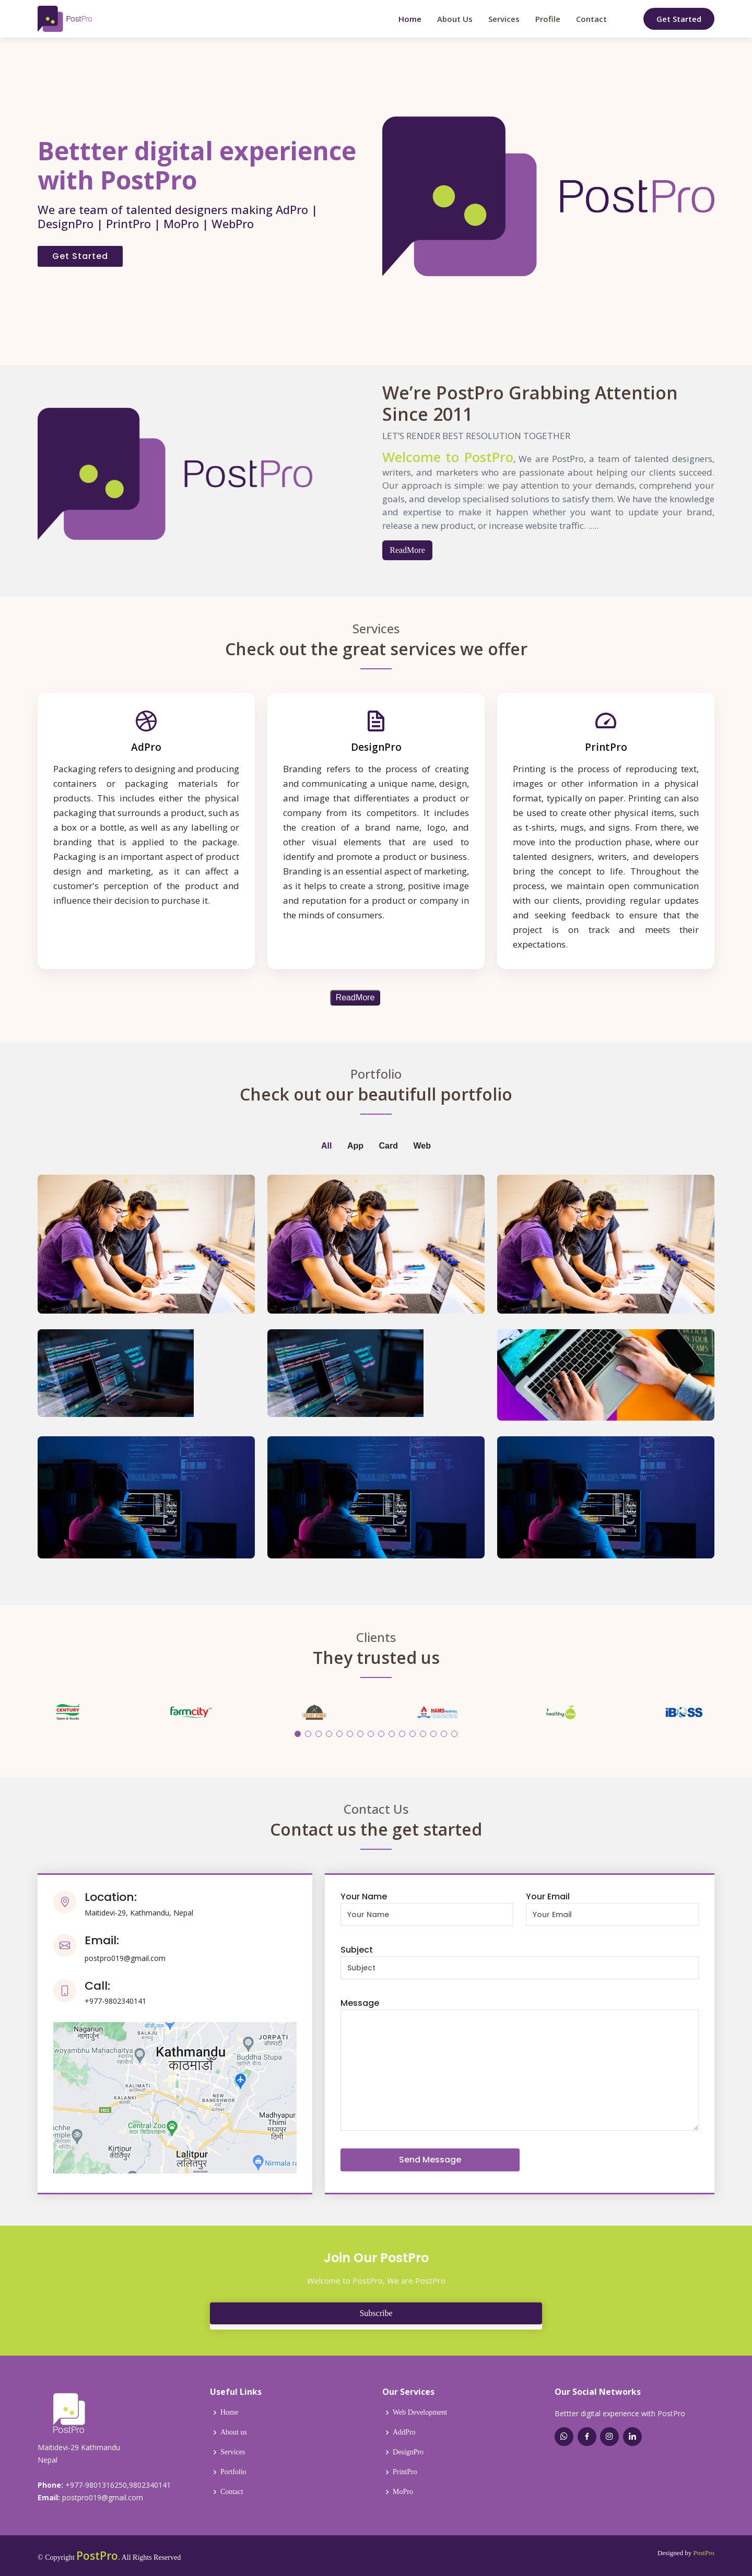 PostPro
Home
About Us
Services
Profile
Contact
Get Started
Bettter digital experience
with PostPro
We are team of talented designers making AdPro |
DesignPro | PrintPro | MoPro | WebPro
Get Started
PostPro
PostPro
We're PostPro Grabbing Attention
Since 2011
LET'S RENDER BEST RESOLUTION TOGETHER
Welcome to PostPro, We are PostPro, a team of talented designers,
writers, and marketers who are passionate about helping our clients succeed.
Our approach is simple: we pay attention to your demands, comprehend your
goals, and develop specialised solutions to satisfy them. We have the knowledge
and expertise to make it happen whether you want to update your brand,
release a new product, or increase website traffic. .....
ReadMore
Services
Check out the great services we offer
AdPro
Packaging refers to designing and producing
containers or packaging materials for
products. This includes either the physical
packaging that surrounds a product, such as
a box or a bottle, as well as any labelling or
branding that is applied to the package.
Packaging is an important aspect of product
design and marketing, as it can affect a
customer's perception of the product and
influence their decision to purchase it.
DesignPro
Branding refers to the process of creating
and communicating a unique name, design,
and image that differentiates a product or
company from its competitors. It includes
the creation of a brand name, logo, and
other visual elements that are used to
identify and promote a product or business.
Branding is an essential aspect of marketing,
as it helps to create a strong, positive image
and reputation for a product or company in
the minds of consumers.
PrintPro
Printing is the process of reproducing text,
images or other information in a physical
format, typically on paper. Printing can also
be used to create other physical items, such
as t-shirts, mugs, and signs. From there, we
move into the production phase, where our
talented designers, writers, and developers
bring the concept to life. Throughout the
process, we maintain open communication
with our clients, providing regular updates
and seeking feedback to ensure that the
project is on track and meets their
expectations.
ReadMore
Portfolio
Check out our beautifull portfolio
All
App
Card
Web
Clients
They trusted us
CENTURY
farmcity
HAMS HOSPITAL
healthy
iBOSS
Contact Us
Contact us the get started
Location:
Maitidevi-29, Kathmandu, Nepal
Email:
postpro019@gmail.com
Call:
+977-9802340141
Nagarjun
नागार्जुन
BALAJU
बालाजु
JORPATI
जोरपाटी
Kathmandu
काठमाडौँ
Buddha Stupa
KALIMATI
कालिमाटी
KALANKI
कलंकी
NEW
BANESHWOR
Central Zoo
Madhyapur
Thimi
Kirtipur
कीर्तिपुर
Lalitpur
ललितपुर
Your Name
Your Name
Your Email
Your Email
Subject
Subject
Message
Send Message
Join Our PostPro
Welcome to PostPro, We are PostPro
Subscribe
PostPro
Maitidevi-29 Kathmandu
Nepal
Phone: +977-9801316250,9802340141
Email: postpro019@gmail.com
Useful Links
Home
About us
Services
Portfolio
Contact
Our Services
Web Development
AddPro
DesignPro
PrintPro
MoPro
Our Social Networks
Bettter digital experience with PostPro
© Copyright PostPro. All Rights Reserved
Designed by PostPro